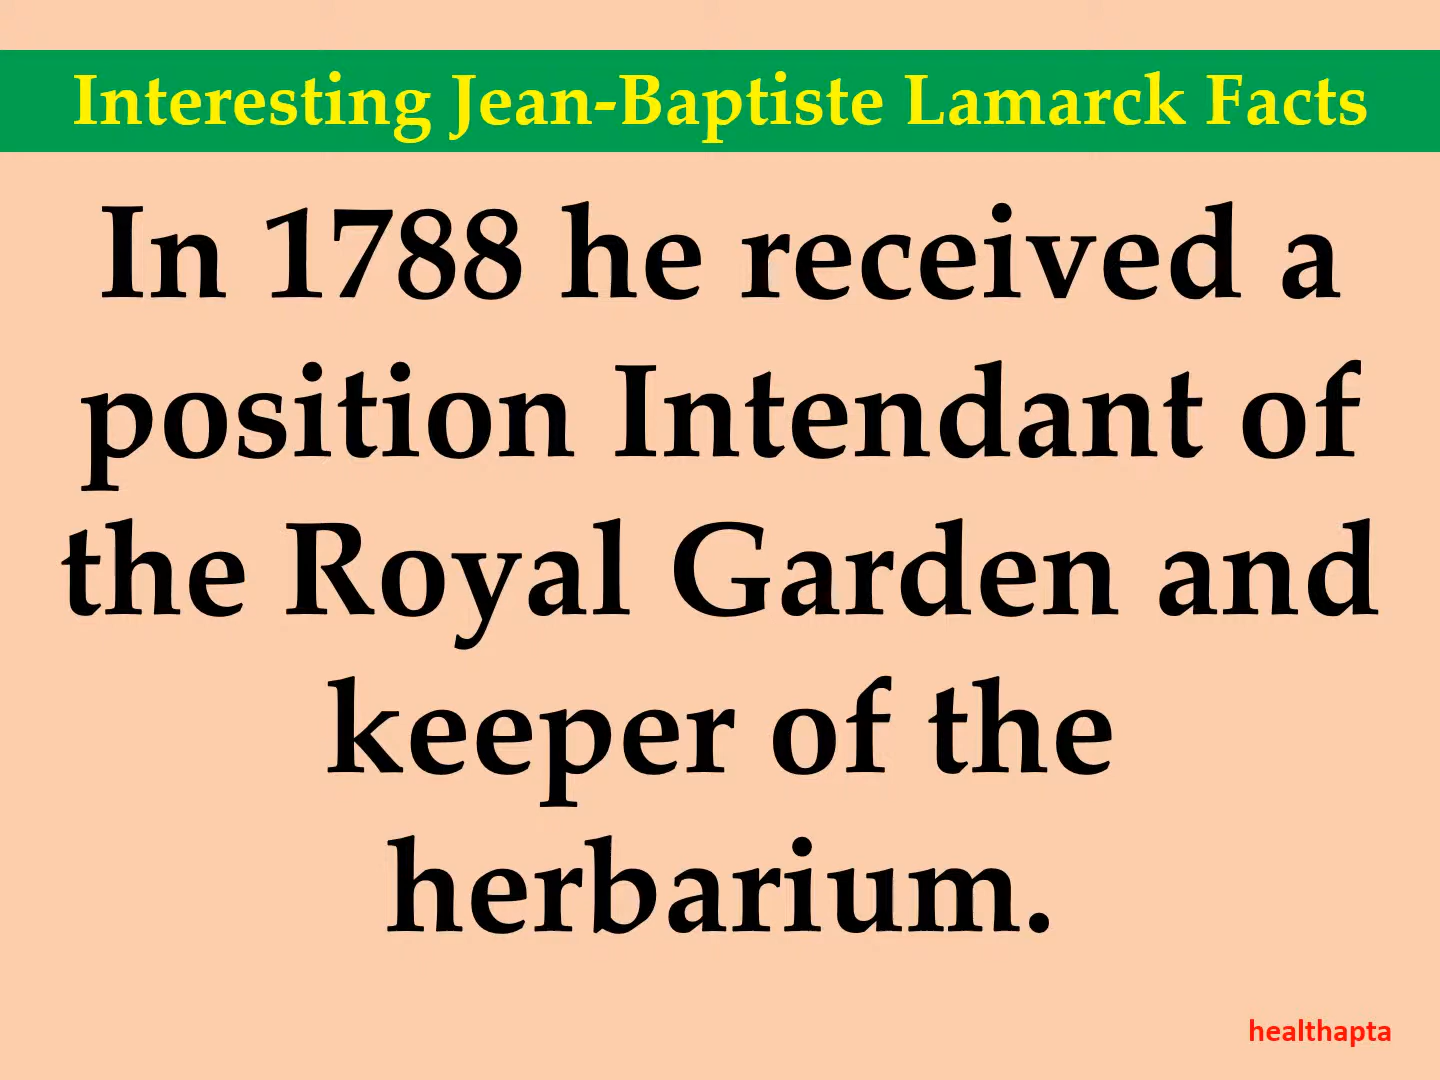 Interesting Jean-Baptiste Lamarck Facts
In 1788 he received a
position Intendant of
the Royal Garden and
keeper of the
herbarium.
healthapta